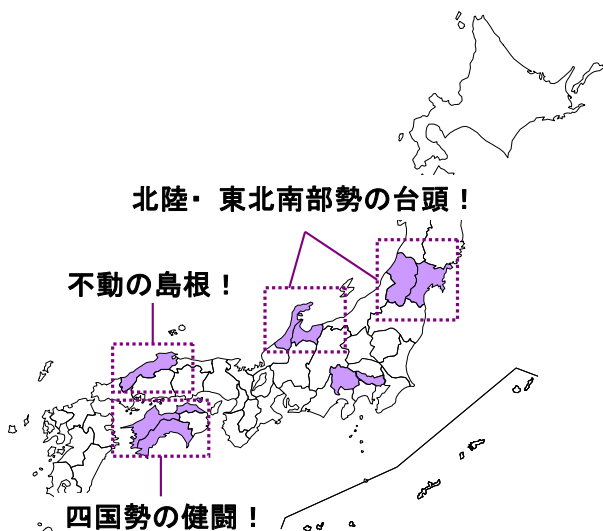 北陸・東北南部勢の台頭！
不動の島根！
四国勢の健闘！